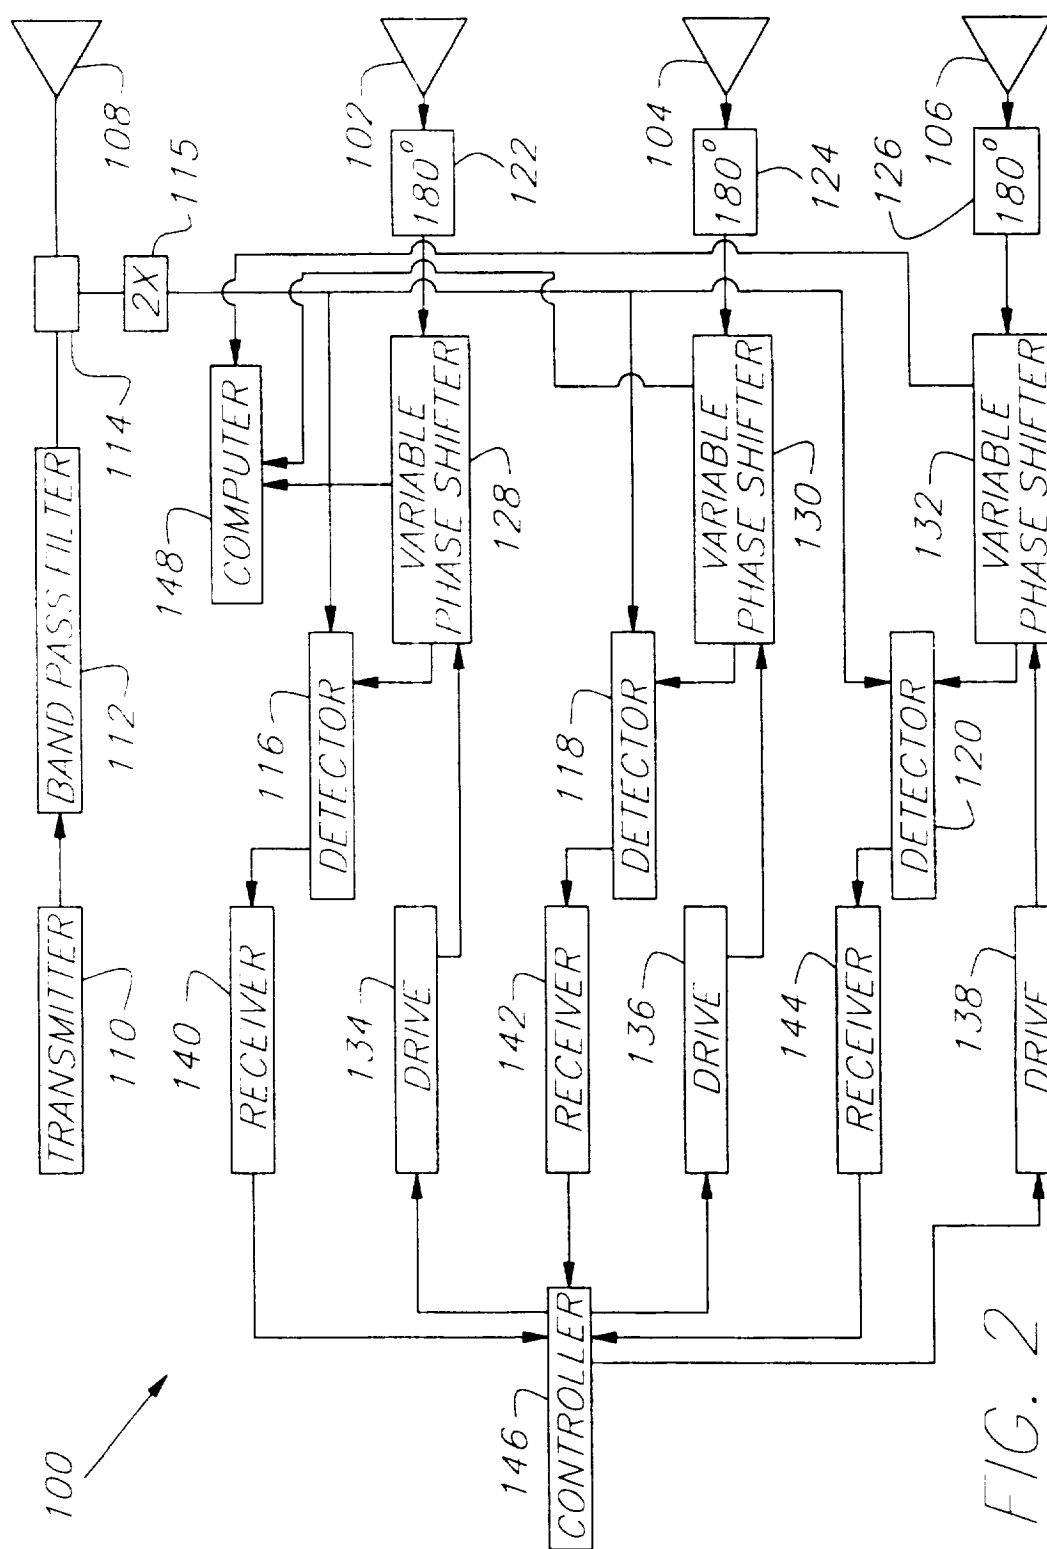 100
TRANSMITTER
110
BAND PASS FILTER
112
114
108
2X
115
RECEIVER
140
DETECTOR
116
COMPUTER
148
DRIVE
134
VARIABLE
PHASE SHIFTER
128
180°
122
102
CONTROLLER
146
RECEIVER
142
DETECTOR
118
DRIVE
136
VARIABLE
PHASE SHIFTER
130
180°
124
104
RECEIVER
144
DETECTOR
120
DRIVE
138
VARIABLE
PHASE SHIFTER
132
180°
126
106
FIG. 2